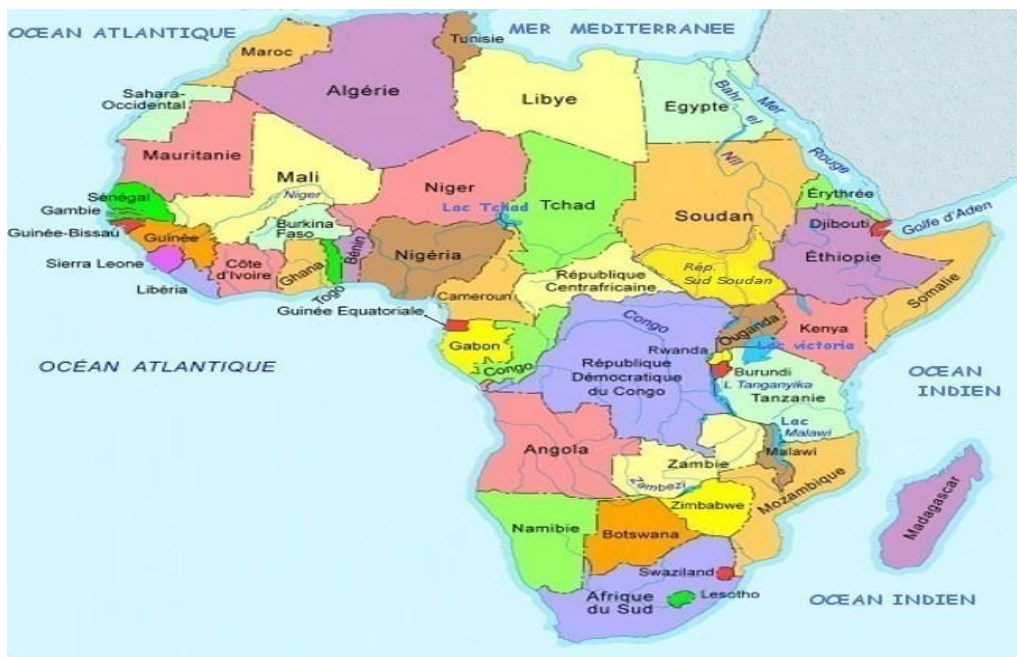 OCEAN ATLANTIQUE
MER MEDITERRANEE
Tunisie
Maroc
Algérie
Libye
Egypte
Bahr el
Mer
Rouge
Nil
Sahara-
Occidental
Mauritanie
Mali
Niger
Niger
Lac Tchad
Tchad
Soudan
Érythrée
Djibouti
Golfe d'Aden
Sénégal
Gambie
Guinée-Bissau
Guinée
Burkina
Faso
Bénin
Nigéria
Éthiopie
Sierra Leone
Côte
d'Ivoire
Ghana
Togo
Libéria
République
Centrafricaine
Rép.
Sud Soudan
Somalie
Cameroun
Guinée Equatoriale
Congo
Ouganda
Kenya
Gabon
Congo
Rwanda
Lac victoria
République
Démocratique
du Congo
Burundi
L Tanganyika
Tanzanie
OCÉAN ATLANTIQUE
OCEAN
INDIEN
Lac
Malawi
Angola
Zambie
Malawi
Zambezi
Mozambique
Zimbabwe
Madagascar
Namibie
Botswana
Swaziland
Afrique
du Sud
Lesotho
OCEAN INDIEN